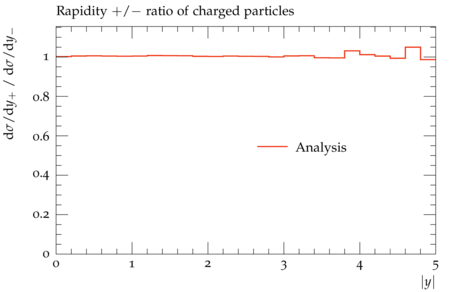 Rapidity +/− ratio of charged particles
dσ/dy₊ / dσ/dy₋
1
0.8
0.6
0.4
0.2
0
Analysis
0 1 2 3 4 5
|y|